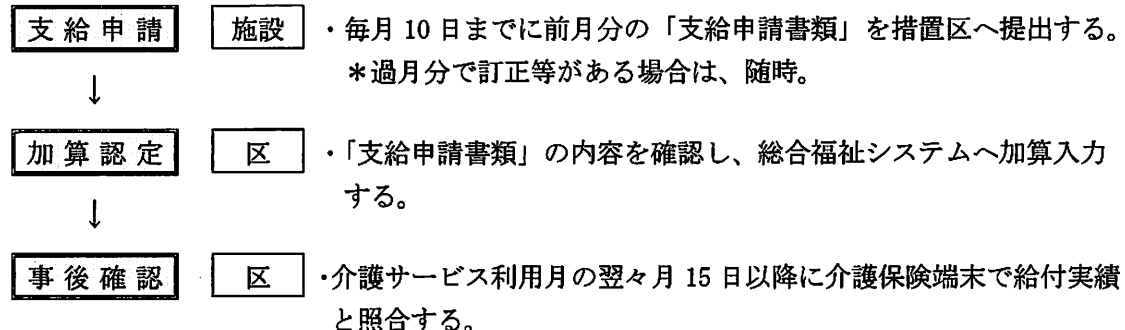 支給申請 施設 ・毎月10日までに前月分の「支給申請書類」を措置区へ提出する。
＊過月分で訂正等がある場合は、随時。
↓
加算認定 区 ・「支給申請書類」の内容を確認し、総合福祉システムへ加算入力
する。
↓
事後確認 区 ・介護サービス利用月の翌々月15日以降に介護保険端末で給付実績
と照合する。